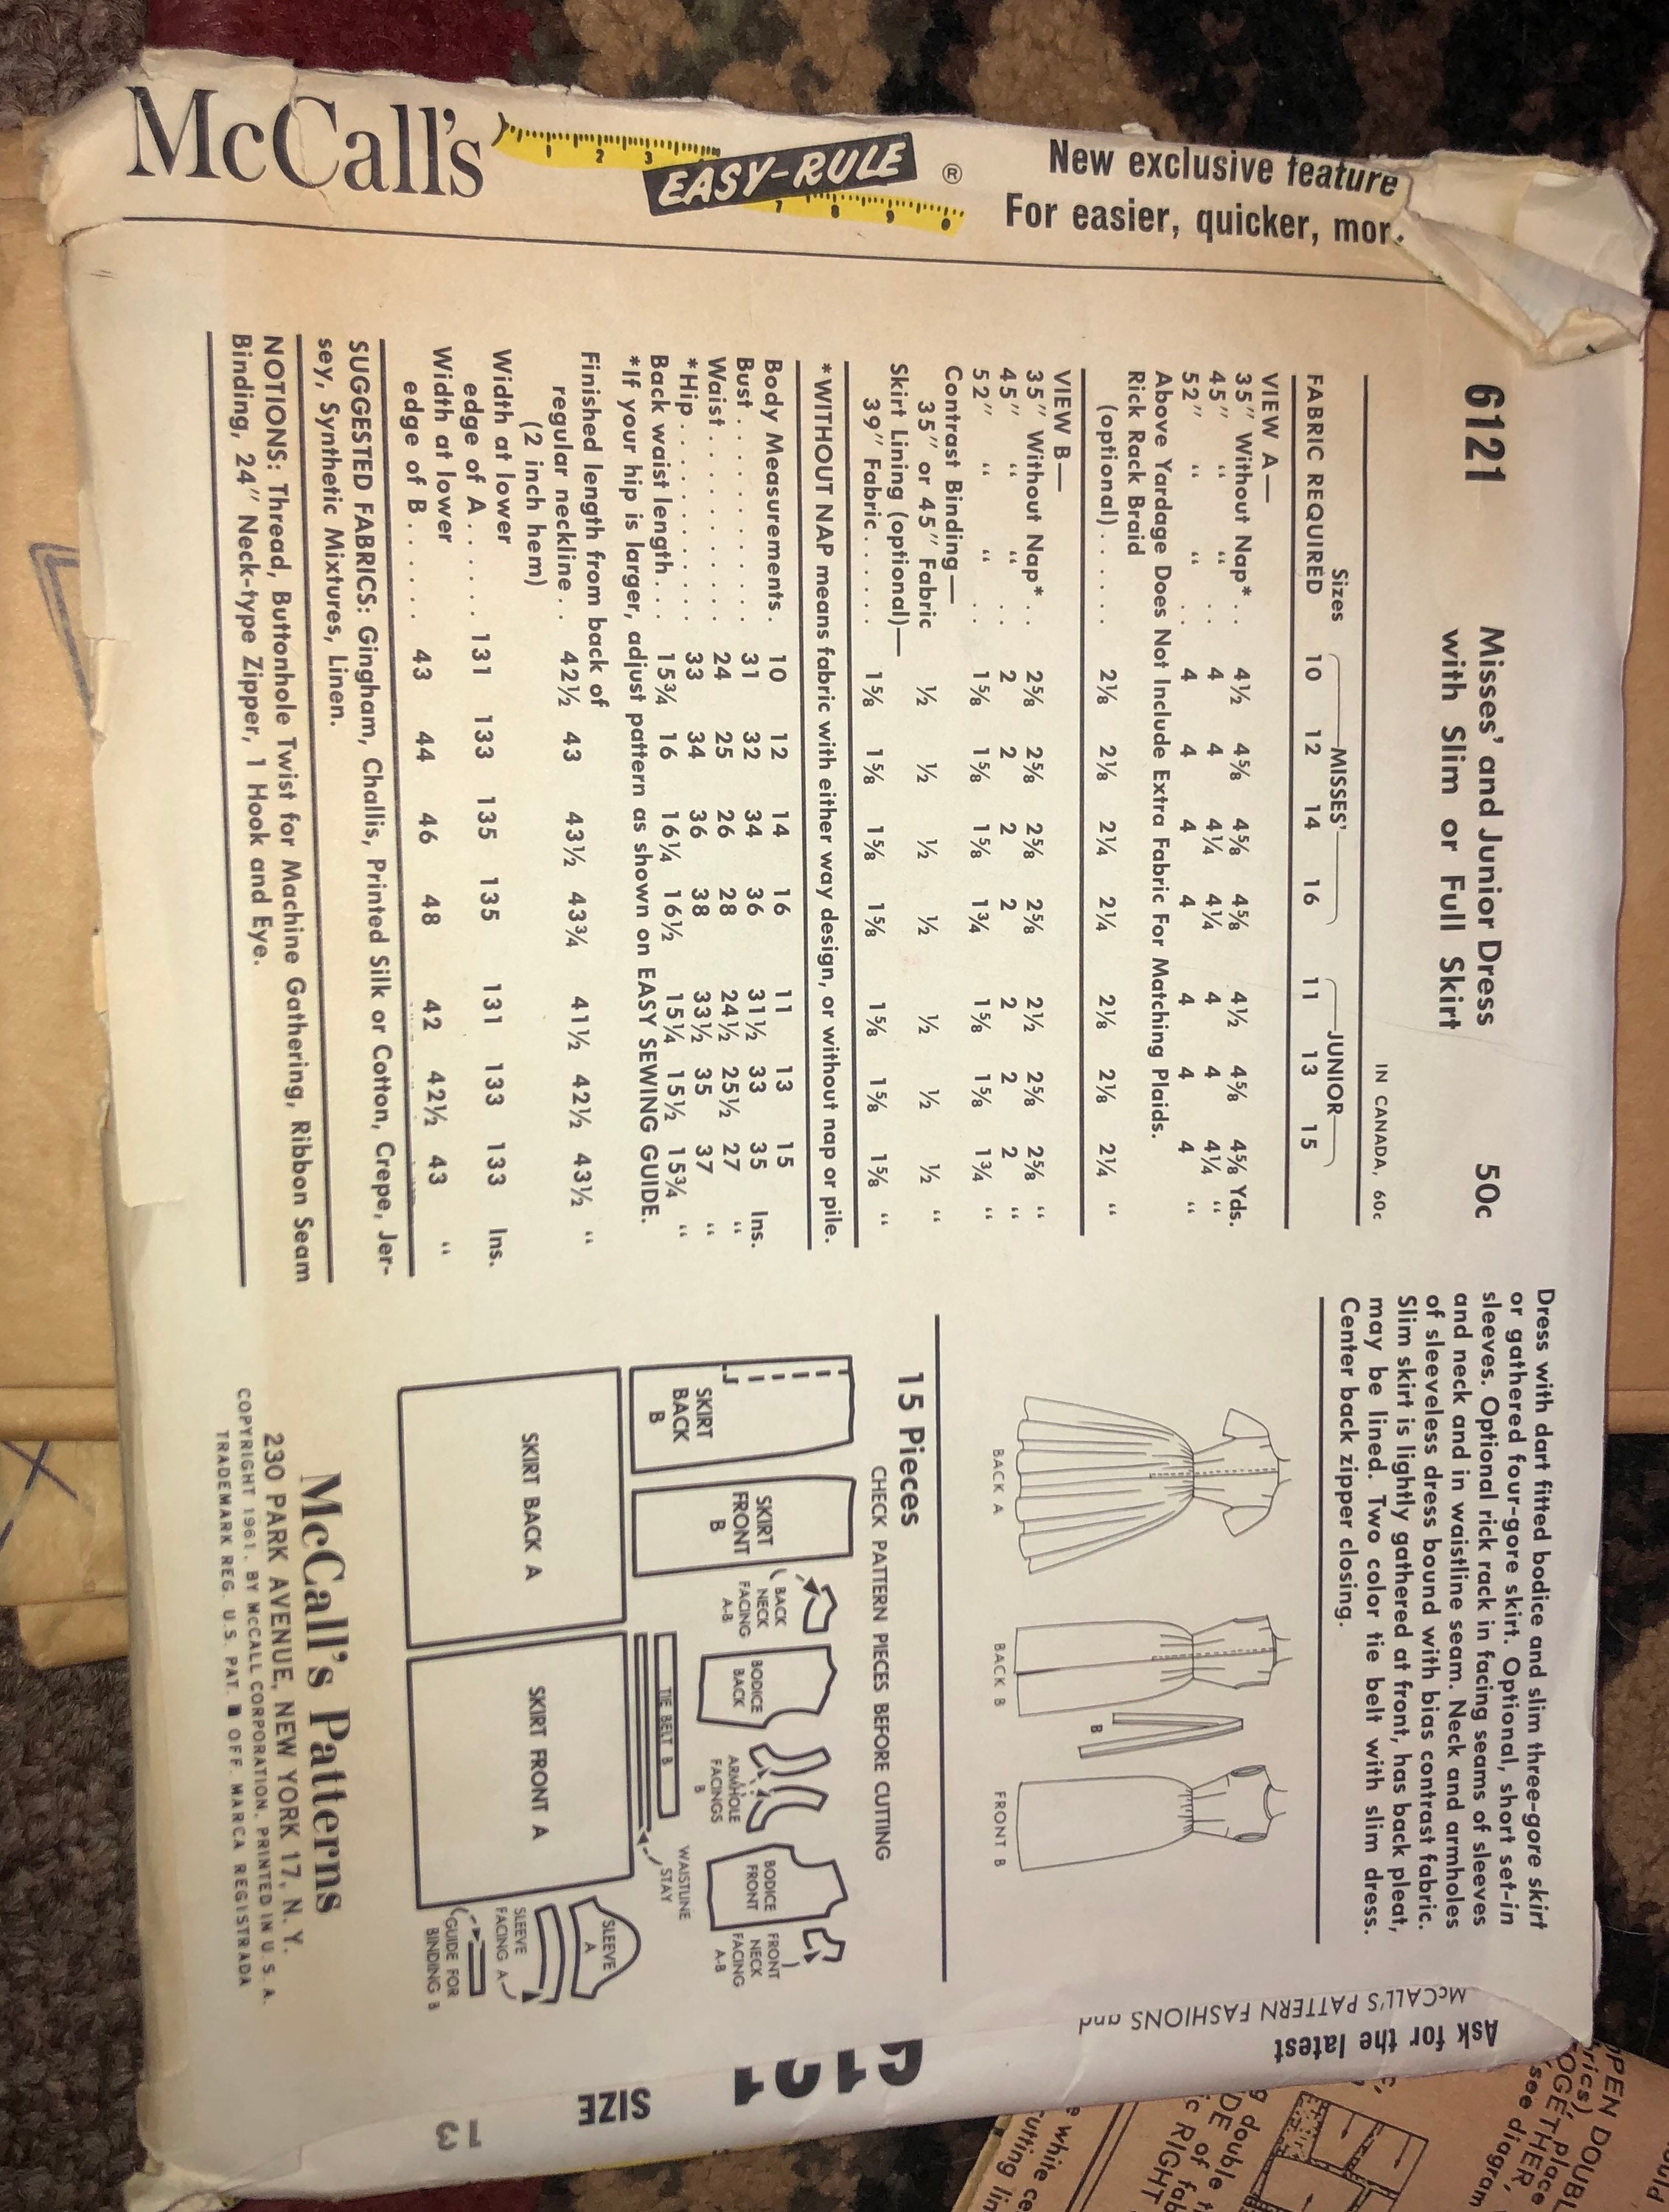 McCall's EASY-RULE ® New exclusive feature
For easier, quicker,
1 2 3 7 8 9
6121 Misses' and Junior Dress 50c
with Slim or Full Skirt
IN CANADA, 60c
Sizes MISSES' JUNIOR
FABRIC REQUIRED 10 12 14 16 11 13 15
VIEW A—
35" Without Nap* . . 4½ 4⅝ 4⅝ 4⅝ 4½ 4⅝ 4⅝ Yds.
45" " " . . 4 4 4¼ 4¼ 4 4 4¼ "
52" " " . . 4 4 4 4 4 4 4 "
Above Yardage Does Not Include Extra Fabric For Matching Plaids.
Rick Rack Braid
(optional) . . . . . 2⅛ 2⅛ 2¼ 2¼ 2⅛ 2⅛ 2¼ "
VIEW B—
35" Without Nap* . . 2⅝ 2⅝ 2⅝ 2⅝ 2½ 2⅝ 2⅝ "
45" " " . . 2 2 2 2 2 2 2 "
52" " " . . 1⅝ 1⅝ 1⅝ 1¾ 1⅝ 1⅝ 1¾ "
Contrast Binding—
35" or 45" Fabric ½ ½ ½ ½ ½ ½ ½ "
Skirt Lining (optional)—
39" Fabric . . . . . 1⅝ 1⅝ 1⅝ 1⅝ 1⅝ 1⅝ 1⅝ "
*WITHOUT NAP means fabric with either way design, or without nap or pile.
Body Measurements . 10 12 14 16 11 13 15
Bust . . . . . . . . . 31 32 34 36 31½ 33 35 Ins.
Waist . . . . . . . . 24 25 26 28 24½ 25½ 27 "
*Hip . . . . . . . . . 33 34 36 38 33½ 35 37 "
Back waist length . . . 15¾ 16 16¼ 16½ 15¼ 15½ 15¾ "
*If your hip is larger, adjust pattern as shown on EASY SEWING GUIDE.
Finished length from back of
regular neckline . . 42½ 43 43½ 43¾ 41½ 42½ 43½ "
(2 inch hem)
Width at lower
edge of A . . . . . . 131 133 135 135 131 133 133 Ins.
Width at lower
edge of B . . . . . . 43 44 46 48 42 42½ 43 "
SUGGESTED FABRICS: Gingham, Challis, Printed Silk or Cotton, Crepe, Jer-
sey, Synthetic Mixtures, Linen.
NOTIONS: Thread, Buttonhole Twist for Machine Gathering, Ribbon Seam
Binding, 24" Neck-type Zipper, 1 Hook and Eye.
Dress with dart fitted bodice and slim three-gore skirt
or gathered four-gore skirt. Optional, short set-in
sleeves. Optional rick rack in facing seams of sleeves
and neck and in waistline seam. Neck and armholes
of sleeveless dress bound with bias contrast fabric.
Slim skirt is lightly gathered at front, has back pleat,
may be lined. Two color tie belt with slim dress.
Center back zipper closing.
B
BACK A BACK B FRONT B
15 Pieces
CHECK PATTERN PIECES BEFORE CUTTING
SKIRT
BACK
B
SKIRT
FRONT
B
BACK
NECK
FACING
A-B
BODICE
BACK
ARMHOLE
FACINGS
B
BODICE
FRONT
FRONT
NECK
FACING
A-B
TIE BELT B
WAISTLINE
STAY
SKIRT BACK A
SKIRT FRONT A
SLEEVE
A
SLEEVE
FACING A
GUIDE FOR
BINDING B
McCall's Patterns
230 PARK AVENUE, NEW YORK 17, N. Y.
COPYRIGHT 1961, BY McCALL CORPORATION. PRINTED IN U. S. A.
TRADEMARK REG. U.S. PAT. OFF. MARCA REGISTRADA
Ask for the latest
McCALL'S PATTERN FASHIONS and
6121
SIZE
13